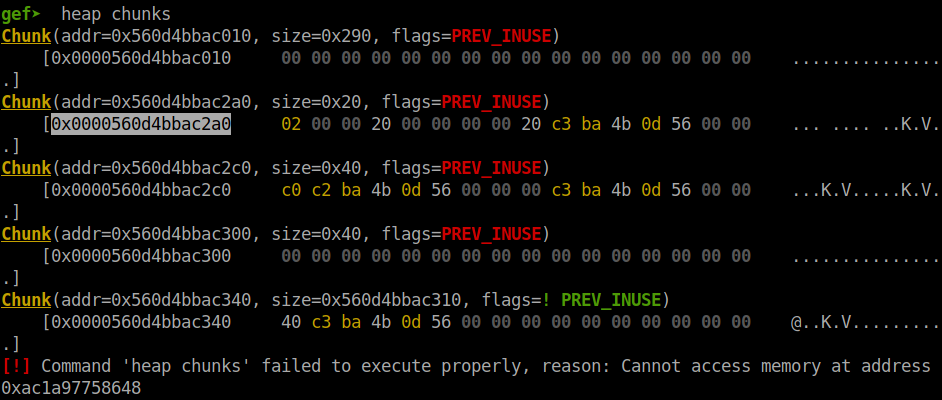 gef➤  heap chunks
Chunk(addr=0x560d4bbac010, size=0x290, flags=PREV_INUSE)
    [0x0000560d4bbac010     00 00 00 00 00 00 00 00 00 00 00 00 00 00 00 00    ...............
.]
Chunk(addr=0x560d4bbac2a0, size=0x20, flags=PREV_INUSE)
    [0x0000560d4bbac2a0     02 00 00 20 00 00 00 00 20 c3 ba 4b 0d 56 00 00    ... .... ..K.V.
.]
Chunk(addr=0x560d4bbac2c0, size=0x40, flags=PREV_INUSE)
    [0x0000560d4bbac2c0     c0 c2 ba 4b 0d 56 00 00 00 c3 ba 4b 0d 56 00 00    ...K.V.....K.V.
.]
Chunk(addr=0x560d4bbac300, size=0x40, flags=PREV_INUSE)
    [0x0000560d4bbac300     00 00 00 00 00 00 00 00 00 00 00 00 00 00 00 00    ...............
.]
Chunk(addr=0x560d4bbac340, size=0x560d4bbac310, flags=! PREV_INUSE)
    [0x0000560d4bbac340     40 c3 ba 4b 0d 56 00 00 00 00 00 00 00 00 00 00    @..K.V.........
.]
[!] Command 'heap chunks' failed to execute properly, reason: Cannot access memory at address
0xac1a97758648